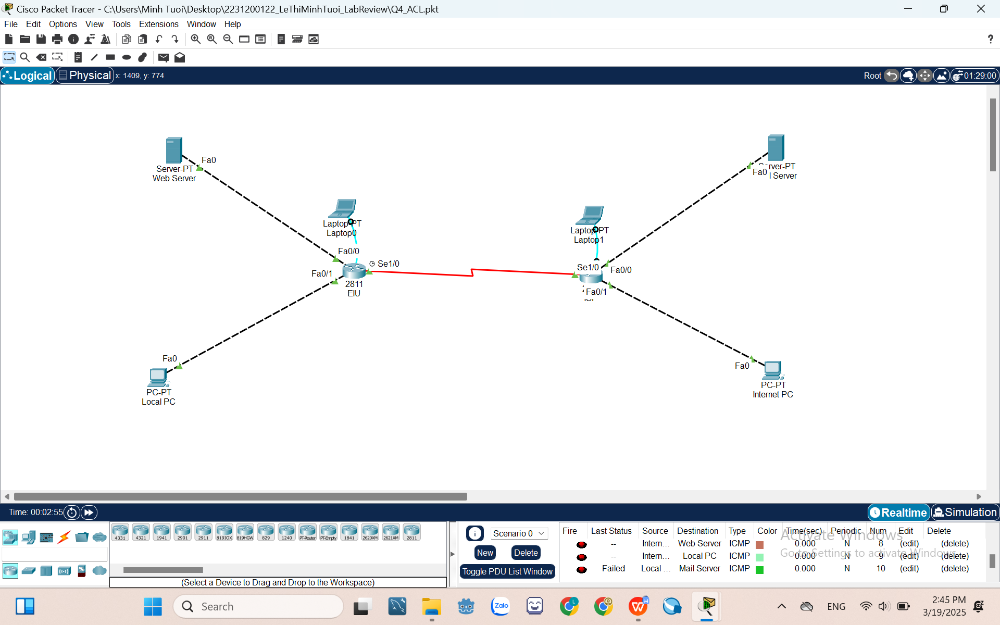 Cisco Packet Tracer - C:\Users\Minh Tuoi\Desktop\2231200122_LeThiMinhTuoi_LabReview\Q4_ACL.pkt
File Edit Options View Tools Extensions Window Help
?
Logical Physical x: 1409, y: 774 Root 01:29:00
Fa0
Server-PT
Web Server
Server-PT
Fa0 l Server
Laptop-PT
Laptop0
Laptop-PT
Laptop1
Fa0/0
Fa0/1
Se1/0
2811
EIU
Se1/0
Fa0/0
Fa0/1
Fa0
PC-PT
Local PC
Fa0
PC-PT
Internet PC
Time: 00:02:55 Realtime Simulation
4331 4321 1941 2901 2911 819IOX 819HGW 829 1240 PT-Router PT-Empty 1841 2620XM 2621XM 2811
(Select a Device to Drag and Drop to the Workspace)
Scenario 0
New Delete
Toggle PDU List Window
Fire Last Status Source Destination Type Color Time(sec) Periodic Num Edit Delete
-- Intern... Web Server ICMP 0.000 N 8 (edit) (delete)
-- Intern... Local PC ICMP 0.000 N 9 (edit) (delete)
Failed Local ... Mail Server ICMP 0.000 N 10 (edit) (delete)
Activate Windows
Go to Settings to activate Windows.
Search
Zalo
ENG
2:45 PM
3/19/2025